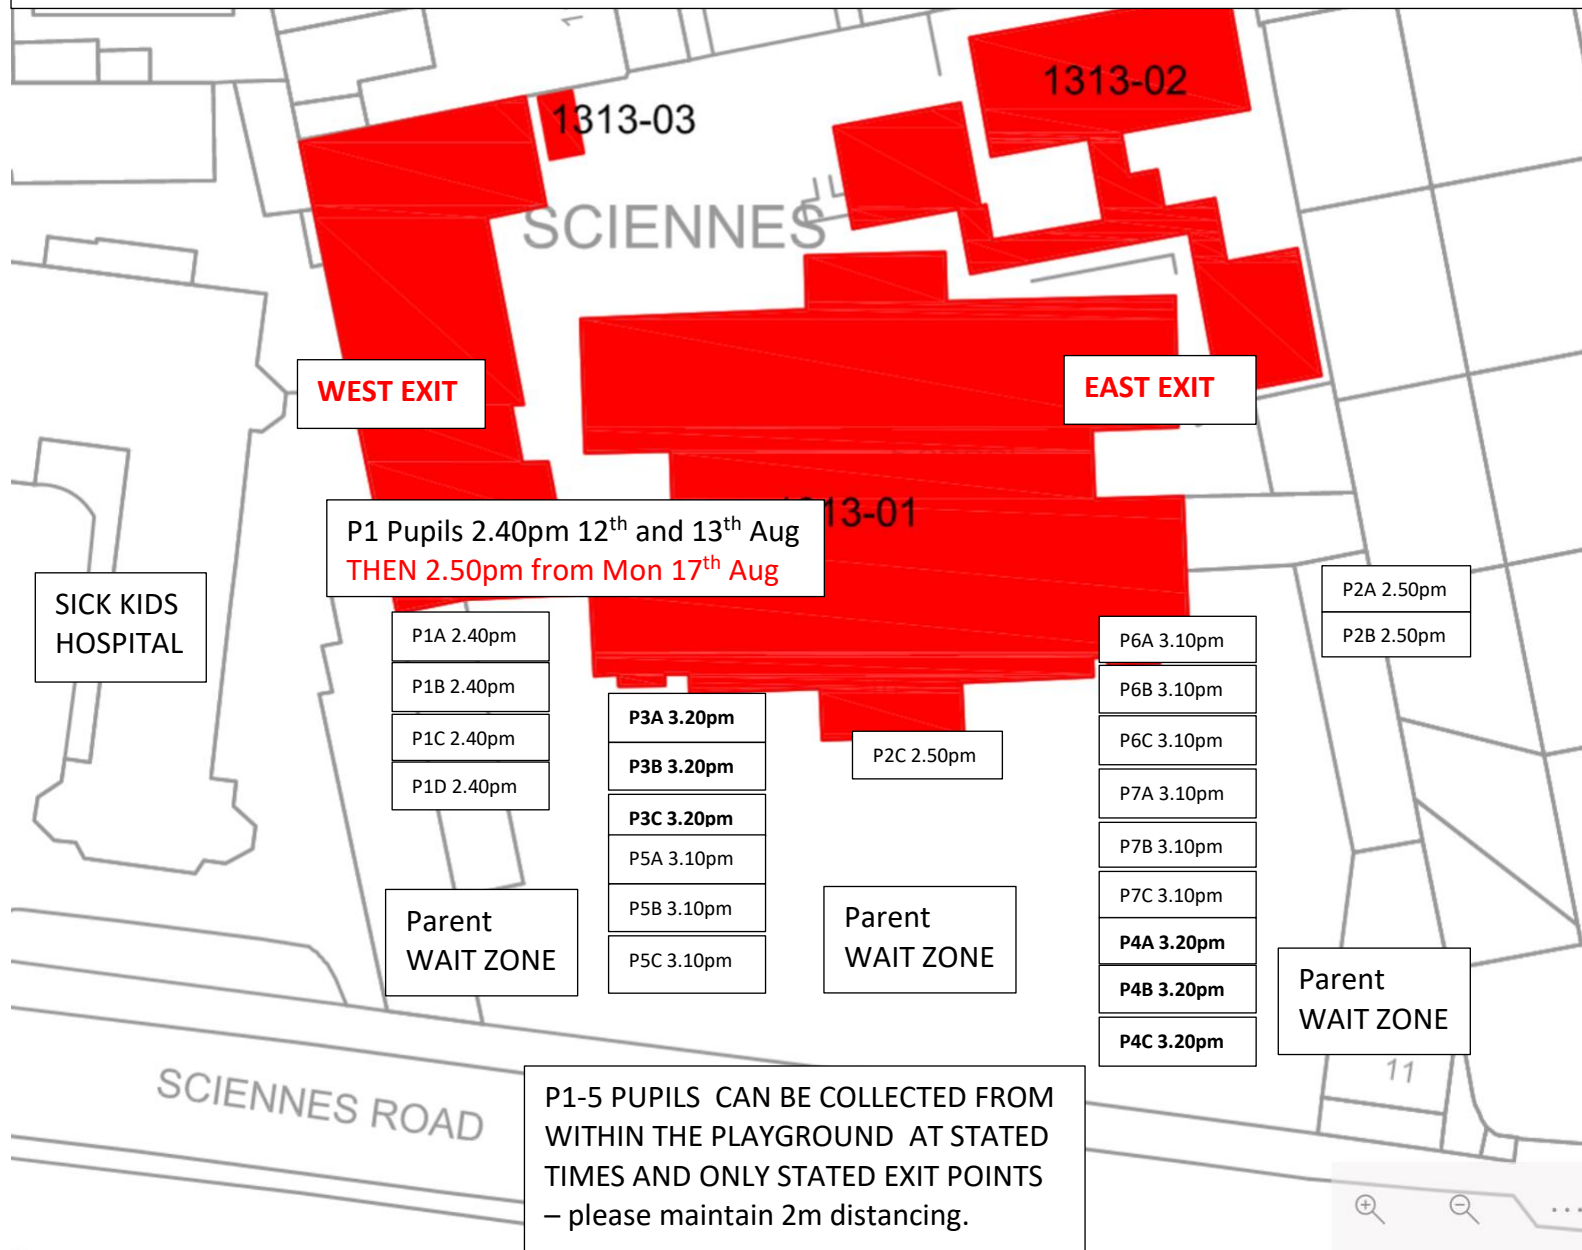 1313-02
1313-03
SCIENNES
WEST EXIT
EAST EXIT
13-01
P1 Pupils 2.40pm 12th and 13th Aug
THEN 2.50pm from Mon 17th Aug
SICK KIDS
HOSPITAL
P2A 2.50pm
P2B 2.50pm
P1A 2.40pm
P1B 2.40pm
P1C 2.40pm
P1D 2.40pm
P3A 3.20pm
P3B 3.20pm
P3C 3.20pm
P5A 3.10pm
P5B 3.10pm
P5C 3.10pm
P2C 2.50pm
P6A 3.10pm
P6B 3.10pm
P6C 3.10pm
P7A 3.10pm
P7B 3.10pm
P7C 3.10pm
P4A 3.20pm
P4B 3.20pm
P4C 3.20pm
Parent
WAIT ZONE
Parent
WAIT ZONE
Parent
WAIT ZONE
11
SCIENNES ROAD
P1-5 PUPILS CAN BE COLLECTED FROM
WITHIN THE PLAYGROUND AT STATED
TIMES AND ONLY STATED EXIT POINTS
– please maintain 2m distancing.